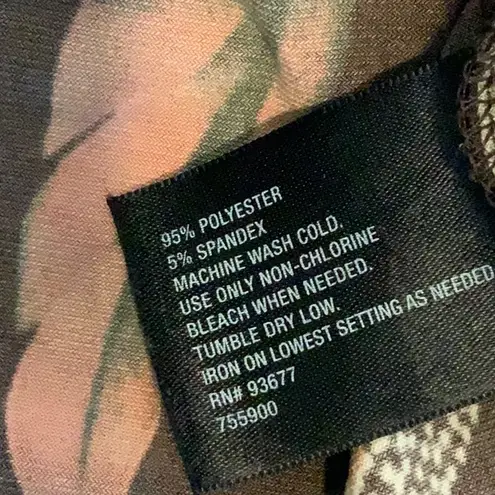 95% POLYESTER
5% SPANDEX
MACHINE WASH COLD.
USE ONLY NON-CHLORINE
BLEACH WHEN NEEDED.
TUMBLE DRY LOW.
IRON ON LOWEST SETTING AS NEEDED
RN# 93677
755900